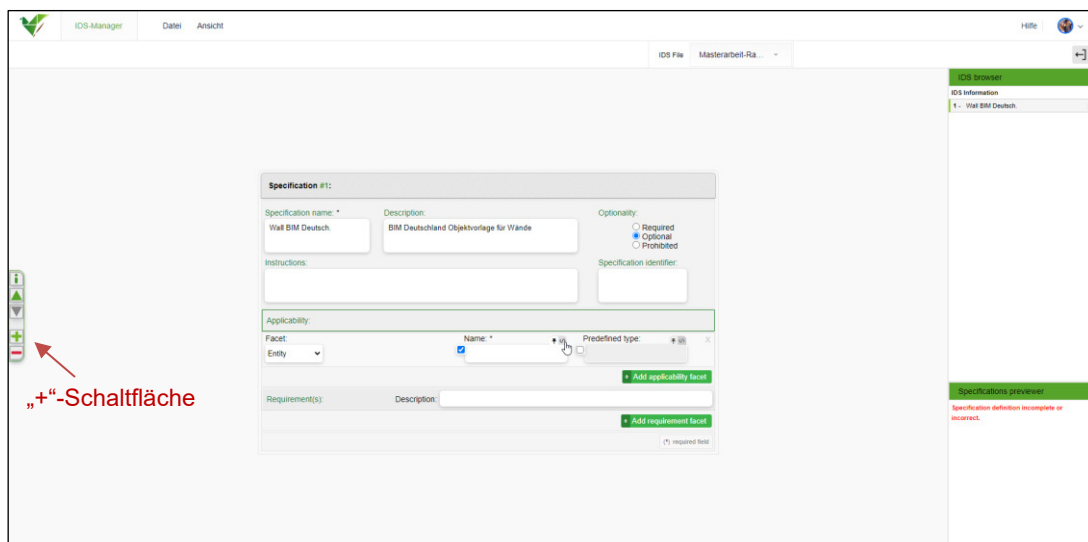 IDS-Manager Datei Ansicht Hilfe
IDS File Masterarbeit-Ra...
IDS browser
IDS Information
1 - Wall BIM Deutsch.
Specification #1:
Specification name: * Description: Optionality:
Wall BIM Deutsch. BIM Deutschland Objektvorlage für Wände
Required
Optional
Prohibited
Instructions: Specification identifier:
Applicability:
Facet: Name: * Predefined type: X
Entity
+ Add applicability facet
Requirement(s): Description:
+ Add requirement facet
(*) required field
„+“-Schaltfläche
Specifications previewer
Specification definition incomplete or
incorrect.